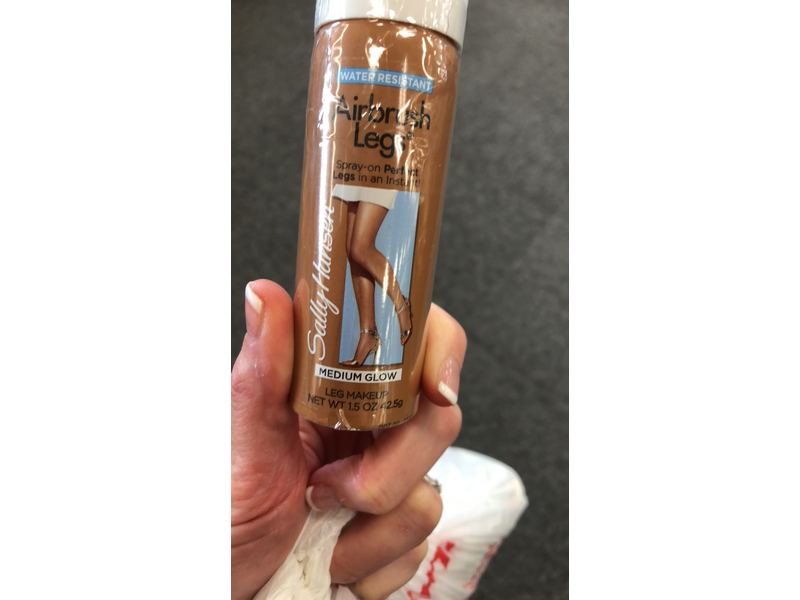 WATER RESISTANT
Airbrush
Legs®
Spray-on Perfect
Legs in an Instant!
Sally Hansen
MEDIUM GLOW
LEG MAKEUP
NET WT 1.5 OZ 42.5g